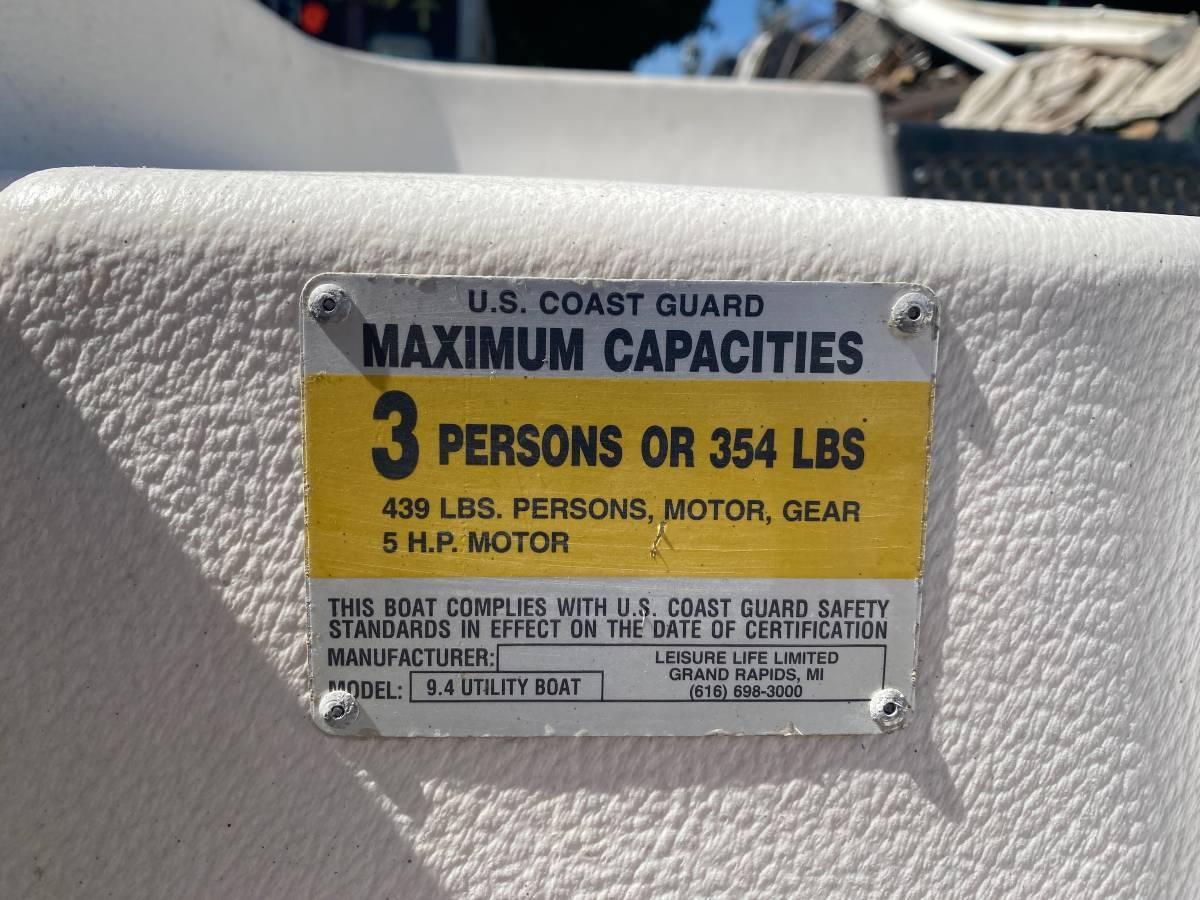 U.S. COAST GUARD
MAXIMUM CAPACITIES
3 PERSONS OR 354 LBS
439 LBS. PERSONS, MOTOR, GEAR
5 H.P. MOTOR
THIS BOAT COMPLIES WITH U.S. COAST GUARD SAFETY
STANDARDS IN EFFECT ON THE DATE OF CERTIFICATION
MANUFACTURER: LEISURE LIFE LIMITED
GRAND RAPIDS, MI
MODEL: 9.4 UTILITY BOAT (616) 698-3000